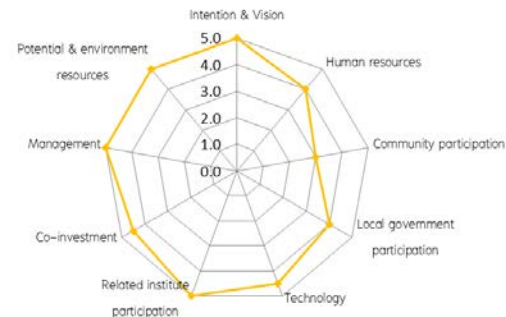 Intention & Vision
Potential & environment
resources
Human resources
5.0
4.0
3.0
2.0
1.0
0.0
Management
Community participation
Co-investment
Local government
participation
Related institute
participation
Technology